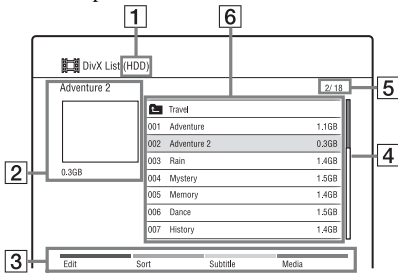 1
6
DivX List (HDD)
Adventure 2
2/ 18
5
Travel
001 Adventure 1.1GB
002 Adventure 2 0.3GB
003 Rain 1.4GB
004 Mystery 1.5GB
005 Memory 1.4GB
006 Dance 1.5GB
007 History 1.4GB
4
2
0.3GB
3
Edit Sort Subtitle Media